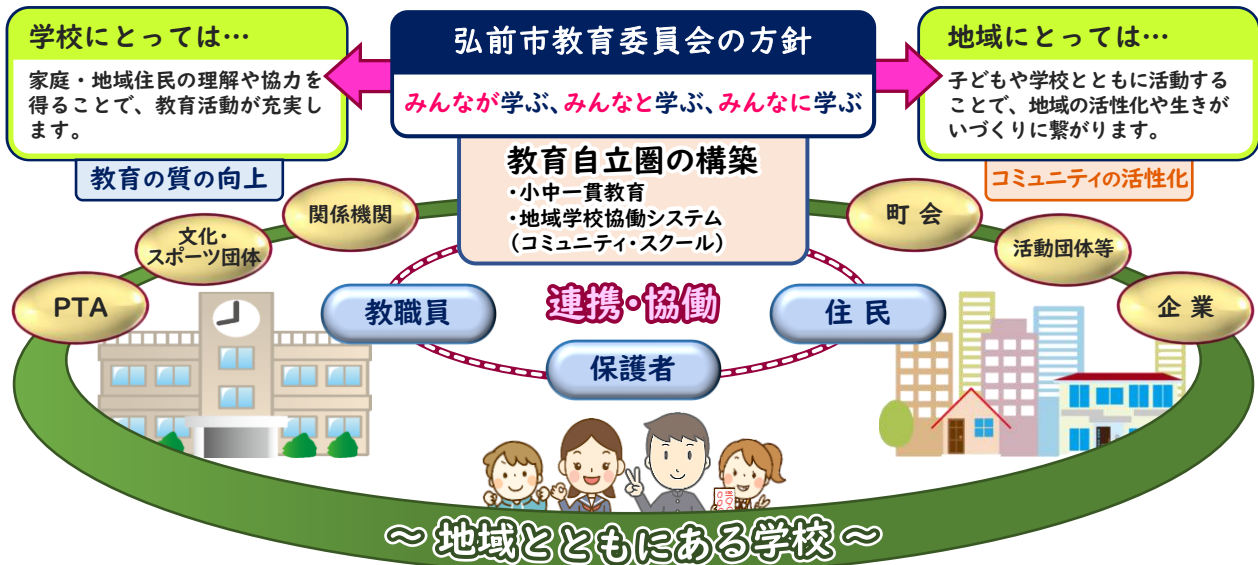 学校にとっては…
家庭・地域住民の理解や協力を
得ることで、教育活動が充実し
ます。
教育の質の向上
弘前市教育委員会の方針
みんなが学ぶ、みんなと学ぶ、みんなに学ぶ
教育自立圏の構築
・小中一貫教育
・地域学校協働システム
(コミュニティ・スクール)
地域にとっては…
子どもや学校とともに活動する
ことで、地域の活性化や生きが
いづくりに繋がります。
コミュニティの活性化
関係機関
文化・
スポーツ団体
PTA
町会
活動団体等
企業
教職員
連携・協働
住民
保護者
～地域とともにある学校～